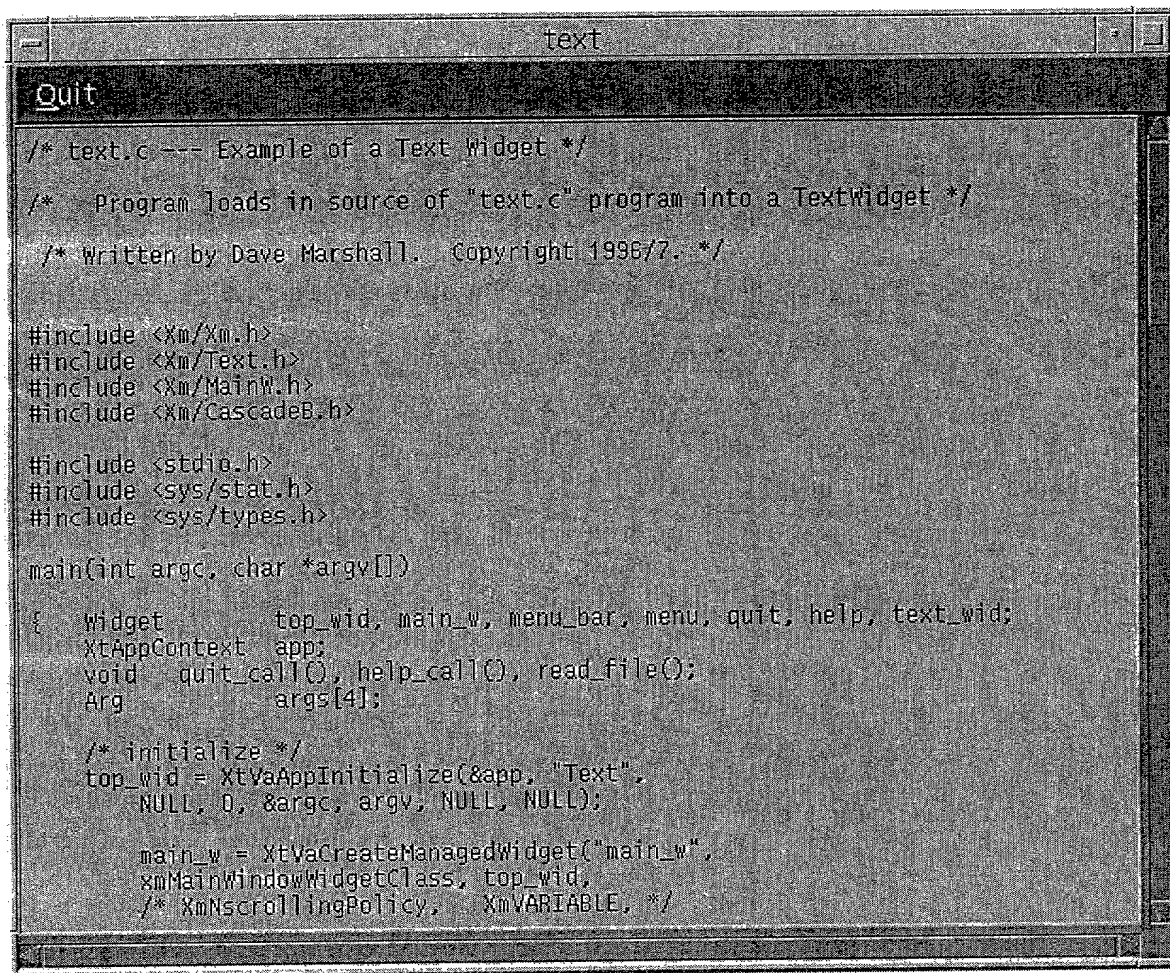 text
Quit
/* text.c --- Example of a Text Widget */
/*   Program loads in source of "text.c" program into a TextWidget */
/* Written by Dave Marshall.  Copyright 1996/7. */
#include <Xm/Xm.h>
#include <Xm/Text.h>
#include <Xm/MainW.h>
#include <Xm/CascadeB.h>
#include <stdio.h>
#include <sys/stat.h>
#include <sys/types.h>
main(int argc, char *argv[])
{   Widget        top_wid, main_w, menu_bar, menu, quit, help, text_wid;
    XtAppContext  app;
    void   quit_call(), help_call(), read_file();
    Arg           args[4];
    /* initialize */
    top_wid = XtVaAppInitialize(&app, "Text",
        NULL, 0, &argc, argv, NULL, NULL);
        main_w = XtVaCreateManagedWidget("main_w",
        xmMainWindowWidgetClass, top_wid,
        /* XmNscrollingPolicy,   XmVARIABLE, */